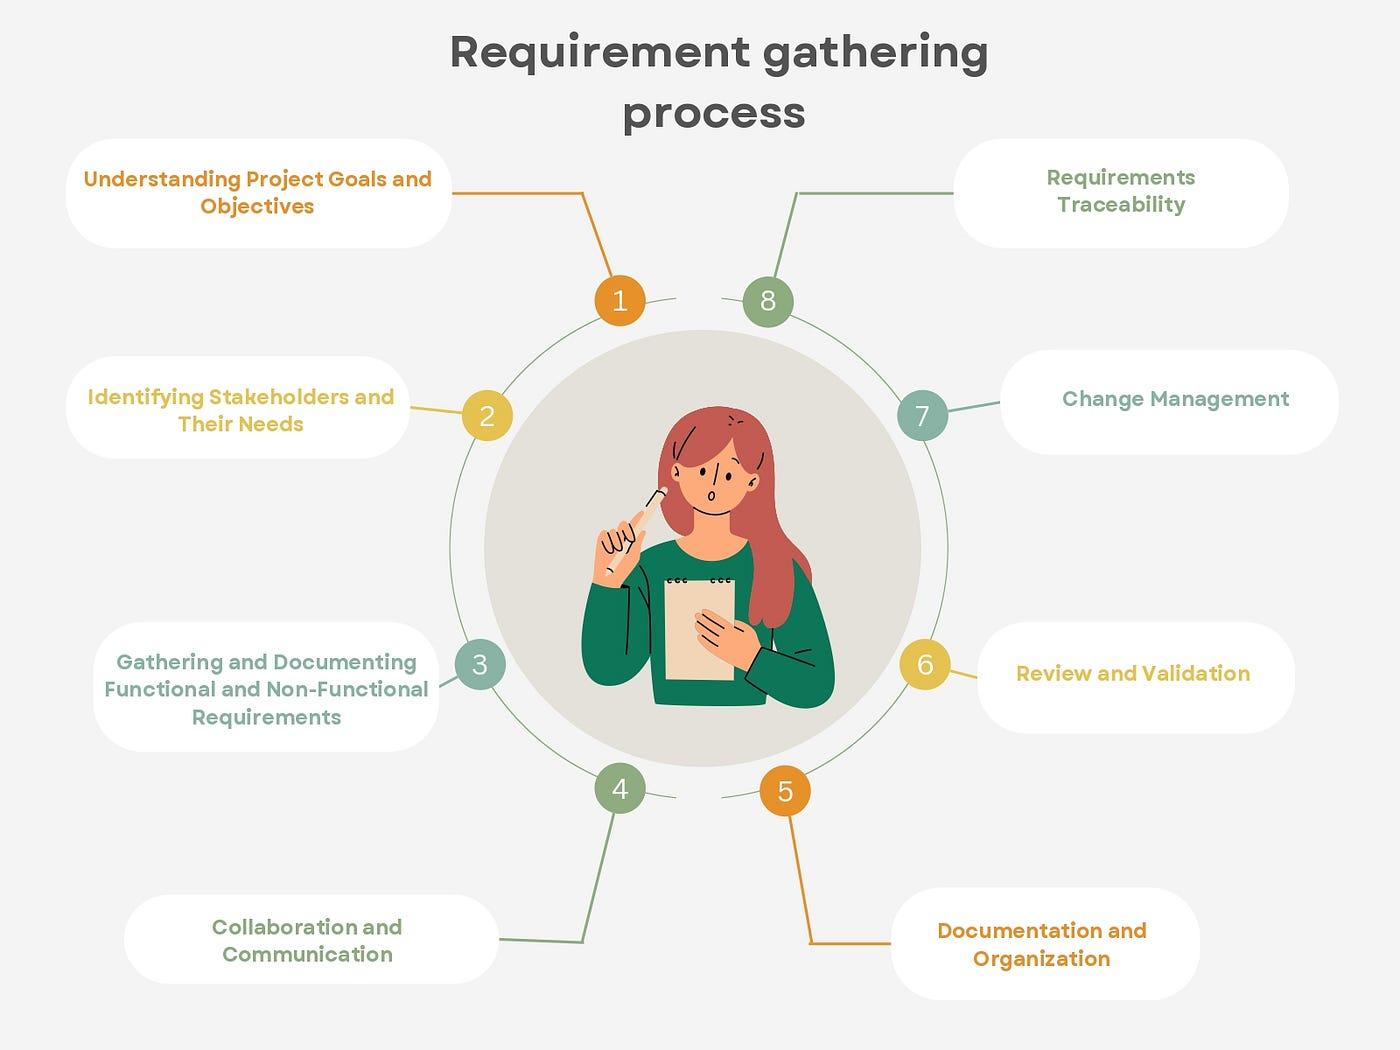 Requirement gathering
process
Understanding Project Goals and
Objectives
1
Identifying Stakeholders and
Their Needs
2
Gathering and Documenting
Functional and Non-Functional
Requirements
3
Collaboration and
Communication
4
Documentation and
Organization
5
Review and Validation
6
Change Management
7
Requirements
Traceability
8